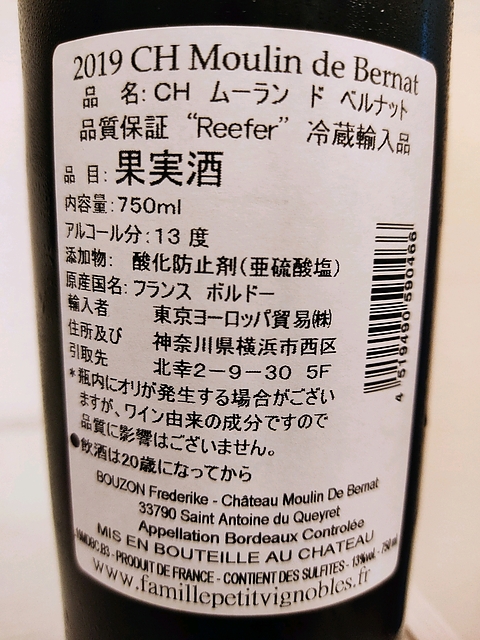 2019 CH Moulin de Bernat
品 名: CH ムーラン ド ベルナット
品質保証 “Reefer” 冷蔵輸入品
品 目: 果実酒
内容量: 750ml
アルコール分: 13 度
添加物: 酸化防止剤(亜硫酸塩)
原産国名: フランス ボルドー
輸入者 東京ヨーロッパ貿易㈱
住所及び 神奈川県横浜市西区
引取先 北幸2－9－30 5F
*瓶内にオリが発生する場合がござい
ますが、ワイン由来の成分ですので
品質に影響はございません。
●飲酒は20歳になってから
4 519490 590466
BOUZON Frederike - Château Moulin De Bernat
33790 Saint Antoine du Queyret
Appellation Bordeaux Controlée
MIS EN BOUTEILLE AU CHATEAU
PRODUIT DE FRANCE - CONTIENT DES SULFITES - 13%vol. - 750 ml
www.famillepetitvignobles.fr